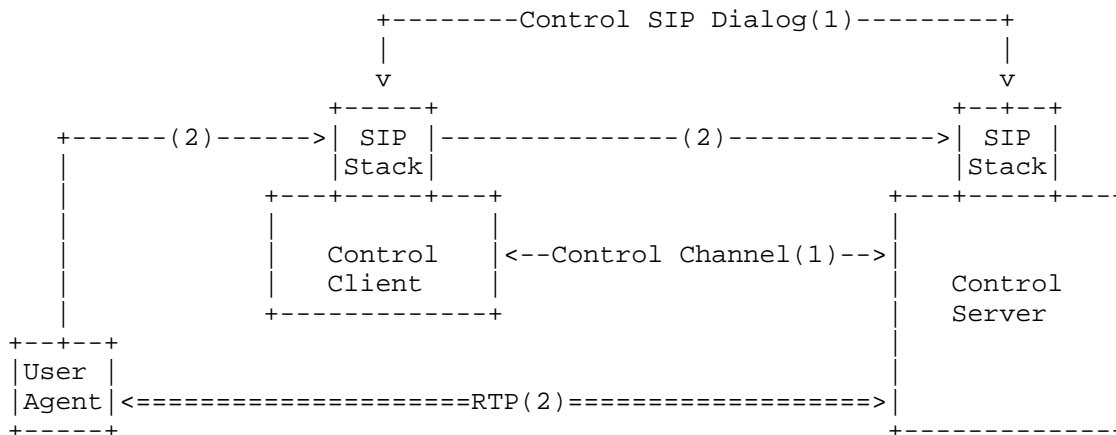 Control SIP Dialog(1)
(2) SIP (2) SIP
Stack Stack
Control Control Channel(1)
Client Control
Server
User
Agent RTP(2)